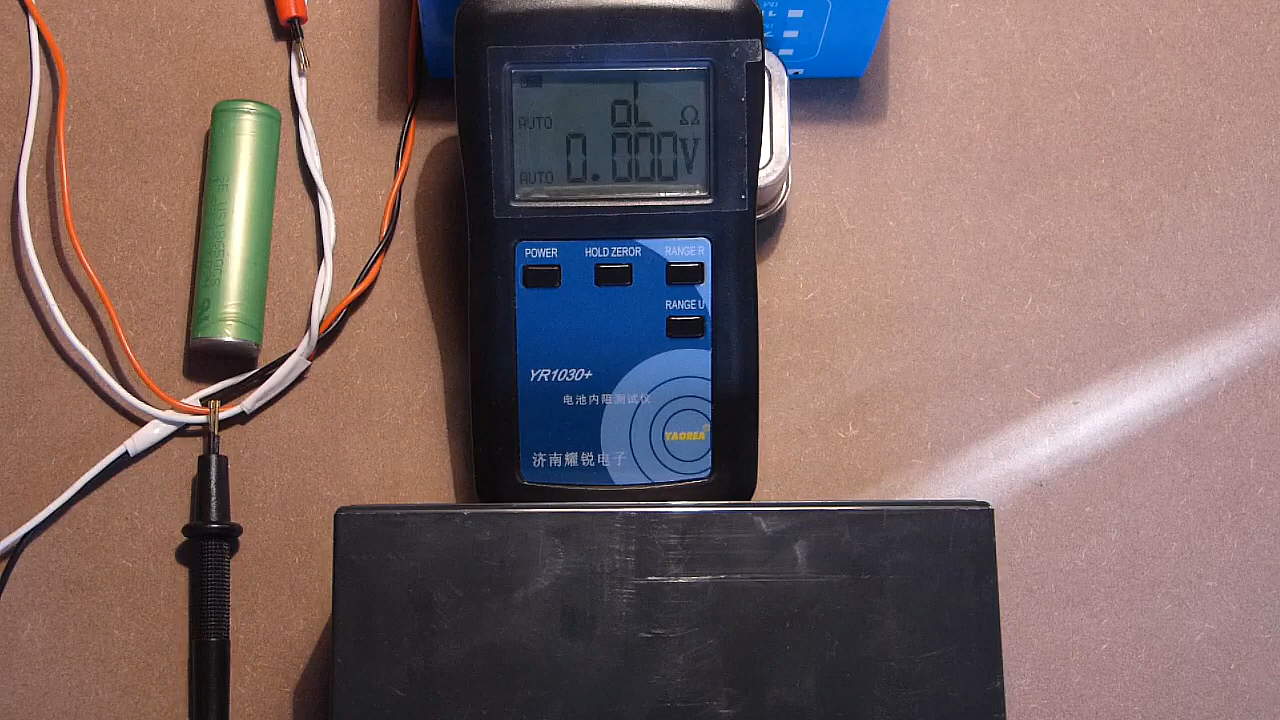 oL Ω
AUTO
0.000V
AUTO
POWER
HOLD ZEROR
RANGE R
RANGE U
YR1030+
电池内阻测试仪
YAOREA
济南耀锐电子